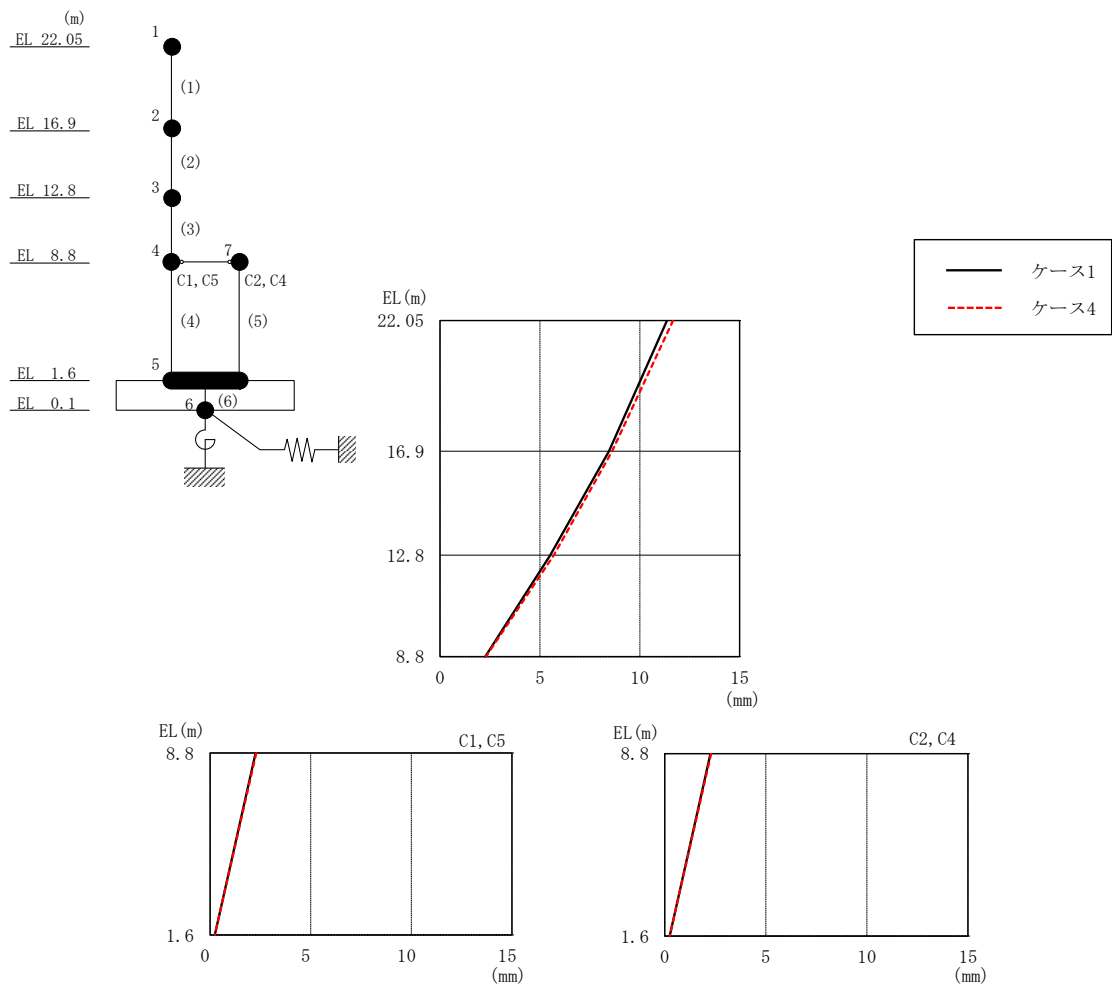 (m)
EL 22.05
EL 16.9
EL 12.8
EL 8.8
EL 1.6
EL 0.1
1
(1)
2
(2)
3
(3)
4
7
C1,C5
C2,C4
(4)
(5)
5
6
(6)
ケース1
ケース4
EL(m)
22.05
16.9
12.8
8.8
0 5 10 15
(mm)
EL(m)
C1,C5
8.8
1.6
0 5 10 15
(mm)
EL(m)
C2,C4
8.8
1.6
0 5 10 15
(mm)